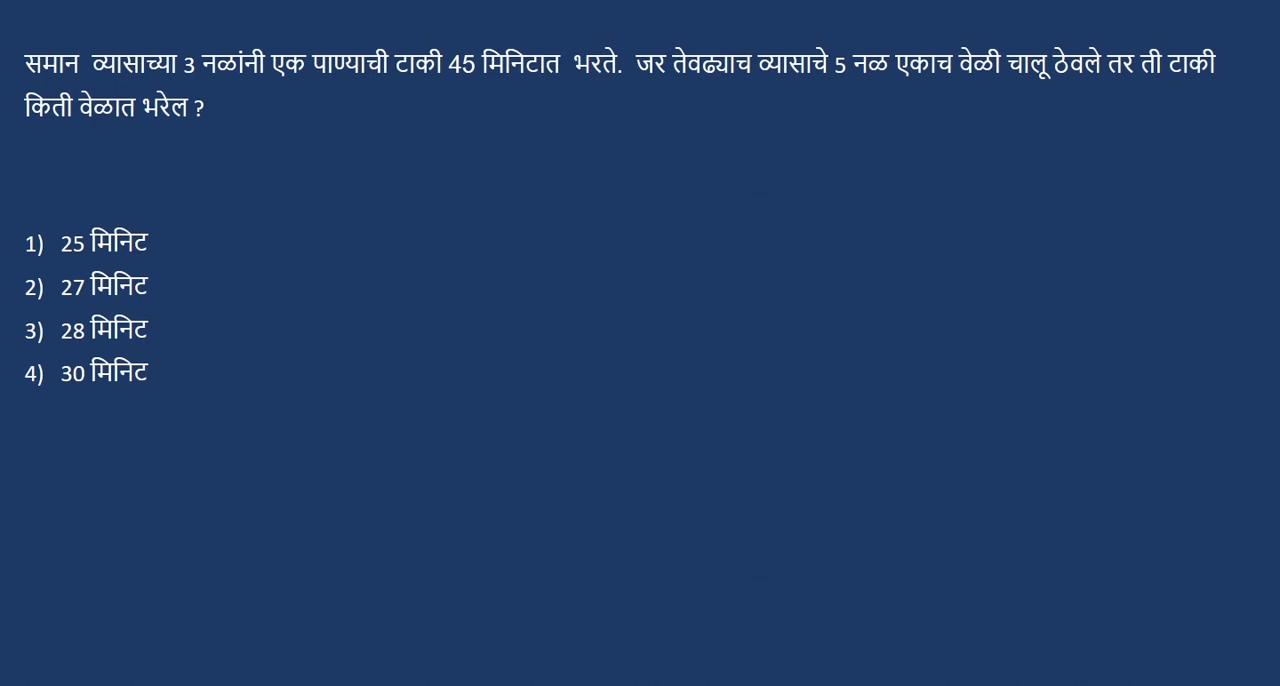 समान व्यासाच्या 3 नळांनी एक पाण्याची टाकी 45 मिनिटात भरते. जर तेवढ्याच व्यासाचे 5 नळ एकाच वेळी चालू ठेवले तर ती टाकी
किती वेळात भरेल ?
1) 25 मिनिट
2) 27 मिनिट
3) 28 मिनिट
4) 30 मिनिट